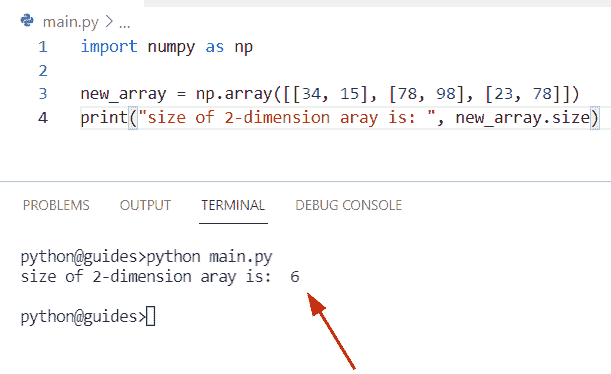 main.py > ...
1 import numpy as np
2
3 new_array = np.array([[34, 15], [78, 98], [23, 78]])
4 print("size of 2-dimension aray is: ", new_array.size)
PROBLEMS OUTPUT TERMINAL DEBUG CONSOLE
python@guides>python main.py
size of 2-dimension aray is:  6
python@guides>